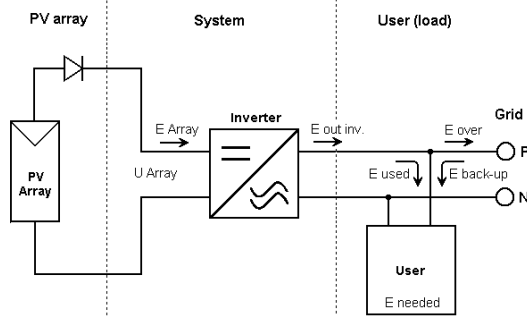 PV array
System
User (load)
E Array
Inverter
E out inv.
E over
Grid
P
PV
Array
U Array
E used
E back-up
N
User
E needed